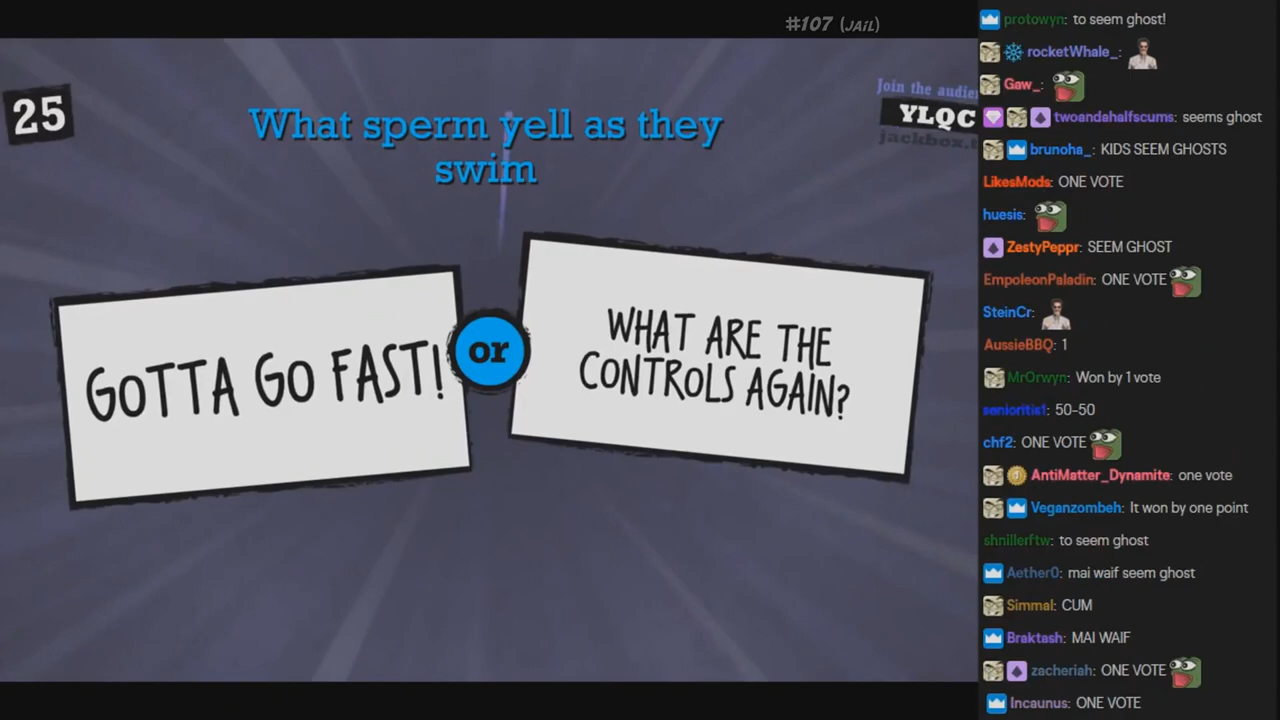 #107 (JAiL)
25
What sperm yell as they
swim
Join the audie
YLQC
jackbox.t
GOTTA GO FAST!
or
WHAT ARE THE
CONTROLS AGAIN?
protowyn: to seem ghost!
rocketWhale_:
Gaw_:
twoandahalfscums: seems ghost
brunoha_: KIDS SEEM GHOSTS
LikesMods: ONE VOTE
huesis:
ZestyPeppr: SEEM GHOST
EmpoleonPaladin: ONE VOTE
SteinCr:
AussieBBQ: 1
MrOrwyn: Won by 1 vote
senioritis1: 50-50
chf2: ONE VOTE
AntiMatter_Dynamite: one vote
Veganzombeh: It won by one point
shnillerftw: to seem ghost
Aether0: mai waif seem ghost
Simmal: CUM
Braktash: MAI WAIF
zacheriah: ONE VOTE
Incaunus: ONE VOTE